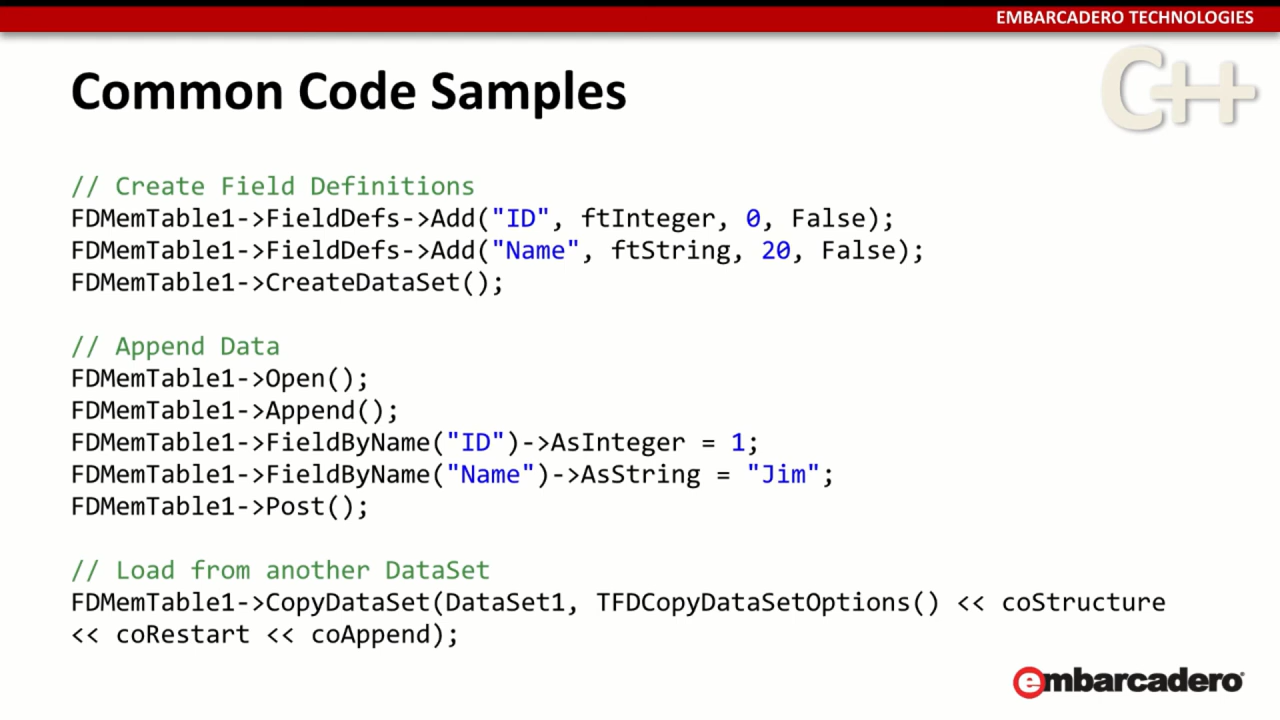 EMBARCADERO TECHNOLOGIES
Common Code Samples
C++
// Create Field Definitions
FDMemTable1->FieldDefs->Add("ID", ftInteger, 0, False);
FDMemTable1->FieldDefs->Add("Name", ftString, 20, False);
FDMemTable1->CreateDataSet();
// Append Data
FDMemTable1->Open();
FDMemTable1->Append();
FDMemTable1->FieldByName("ID")->AsInteger = 1;
FDMemTable1->FieldByName("Name")->AsString = "Jim";
FDMemTable1->Post();
// Load from another DataSet
FDMemTable1->CopyDataSet(DataSet1, TFDCopyDataSetOptions() << coStructure
<< coRestart << coAppend);
embarcadero